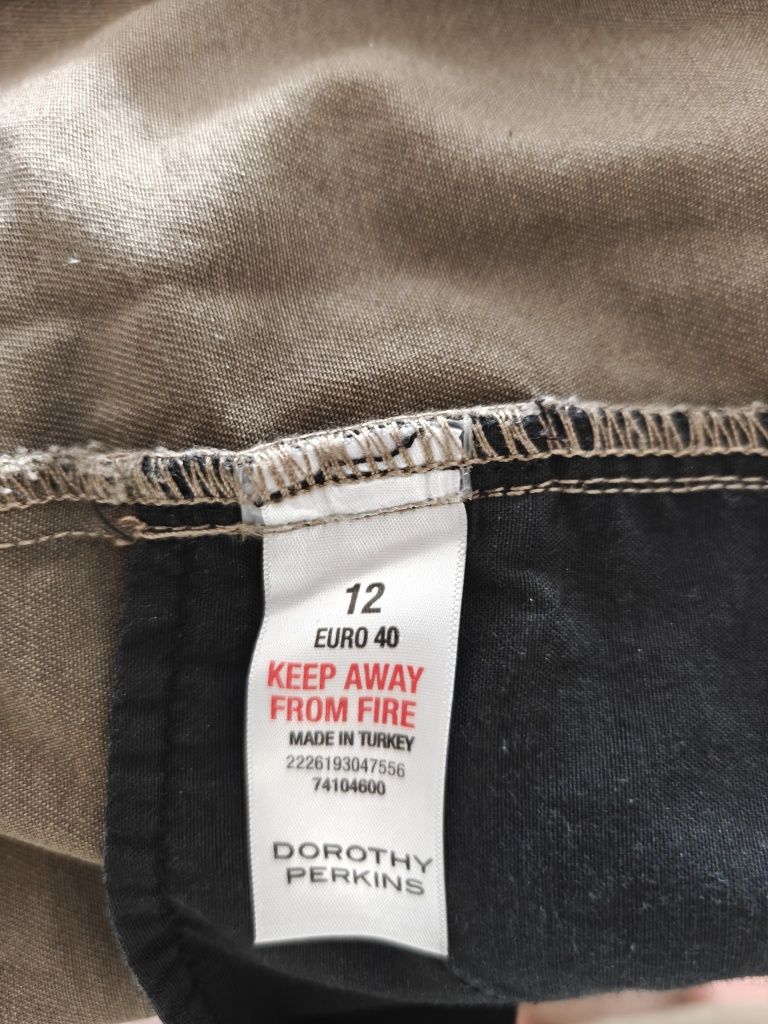 12
EURO 40
KEEP AWAY
FROM FIRE
MADE IN TURKEY
2226193047556
74104600
DOROTHY
PERKINS